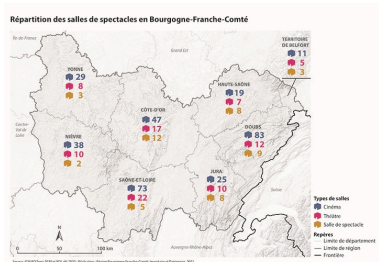 Répartition des salles de spectacles en Bourgogne-Franche-Comté
Île de France
Grand Est
TERRITOIRE
DE BELFORT
11
5
3
YONNE
29
8
3
HAUTE-SAÔNE
19
7
8
CÔTE-D'OR
47
17
12
Centre-
Val de
Loire
NIÈVRE
38
10
2
DOUBS
83
12
9
SAÔNE-ET-LOIRE
73
22
5
JURA
25
10
8
Suisse
Types de salles
Cinéma
Théâtre
Salle de spectacle
Repères
Limite de département
Limite de région
Frontière
N
0 50 100 km
Auvergne-Rhône-Alpes